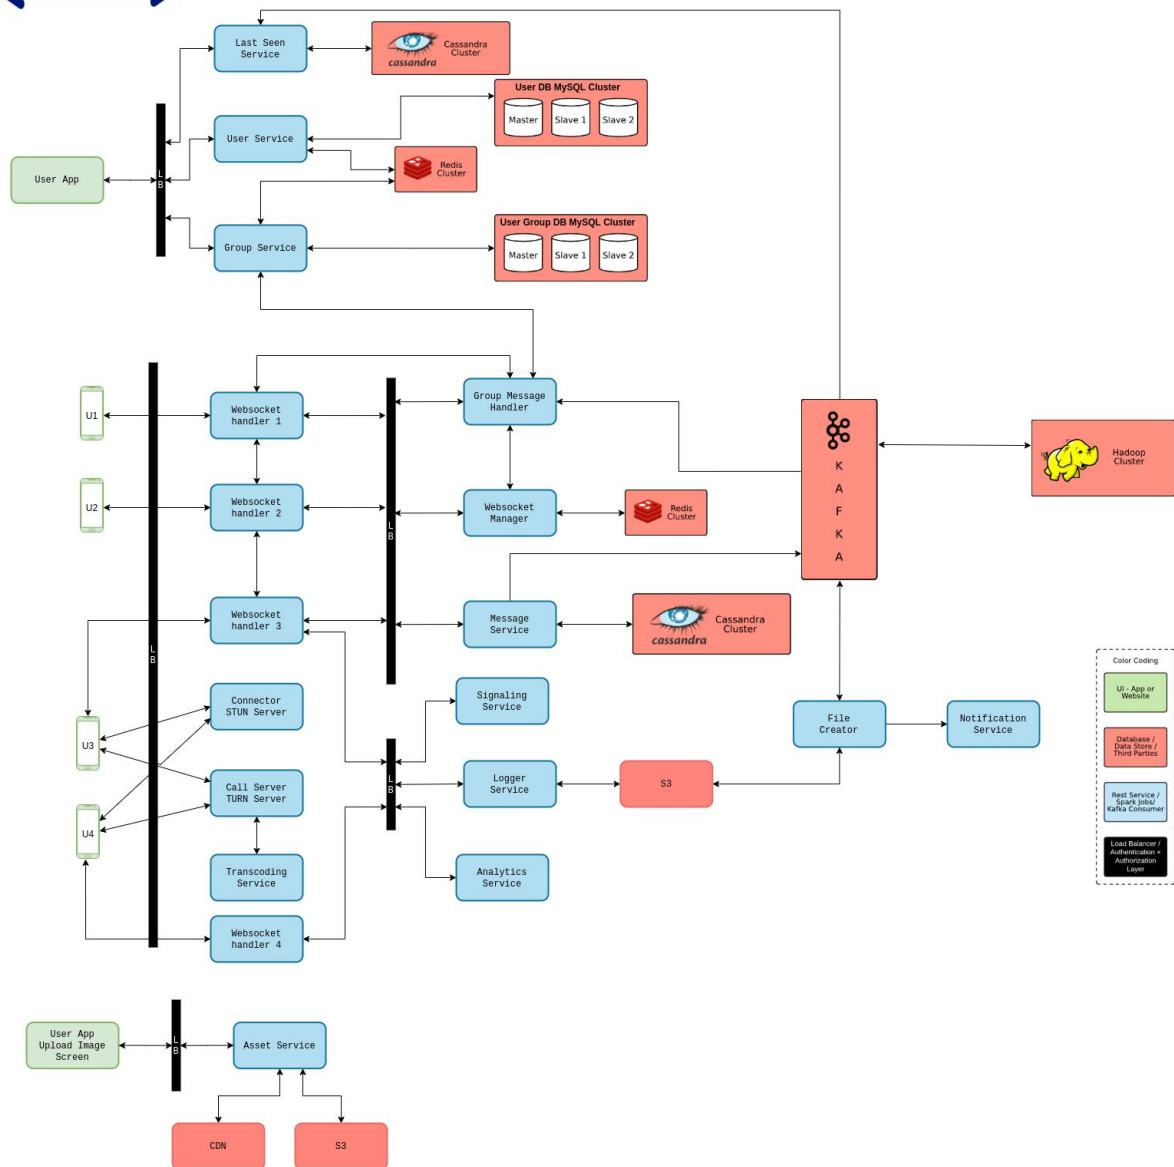 Last Seen
Service
cassandra
Cassandra
Cluster
User DB MySQL Cluster
Master
Slave 1
Slave 2
User Service
User App
L
B
Redis
Cluster
Group Service
User Group DB MySQL Cluster
Master
Slave 1
Slave 2
U1
Websocket
handler 1
Group Message
Handler
K
A
F
K
A
Hadoop
Cluster
U2
Websocket
handler 2
L
B
Websocket
Manager
Redis
Cluster
Websocket
handler 3
Message
Service
cassandra
Cassandra
Cluster
L
B
Connector
STUN Server
Signaling
Service
File
Creator
Notification
Service
U3
Call Server
TURN Server
L
B
Logger
Service
S3
U4
Transcoding
Service
Analytics
Service
Websocket
handler 4
Color Coding
UI - App or
Website
Database /
Data Store /
Third Parties
Rest Service /
Spark Jobs/
Kafka Consumer
Load Balancer /
Authentication +
Authorization
Layer
User App
Upload Image
Screen
L
B
Asset Service
CDN
S3